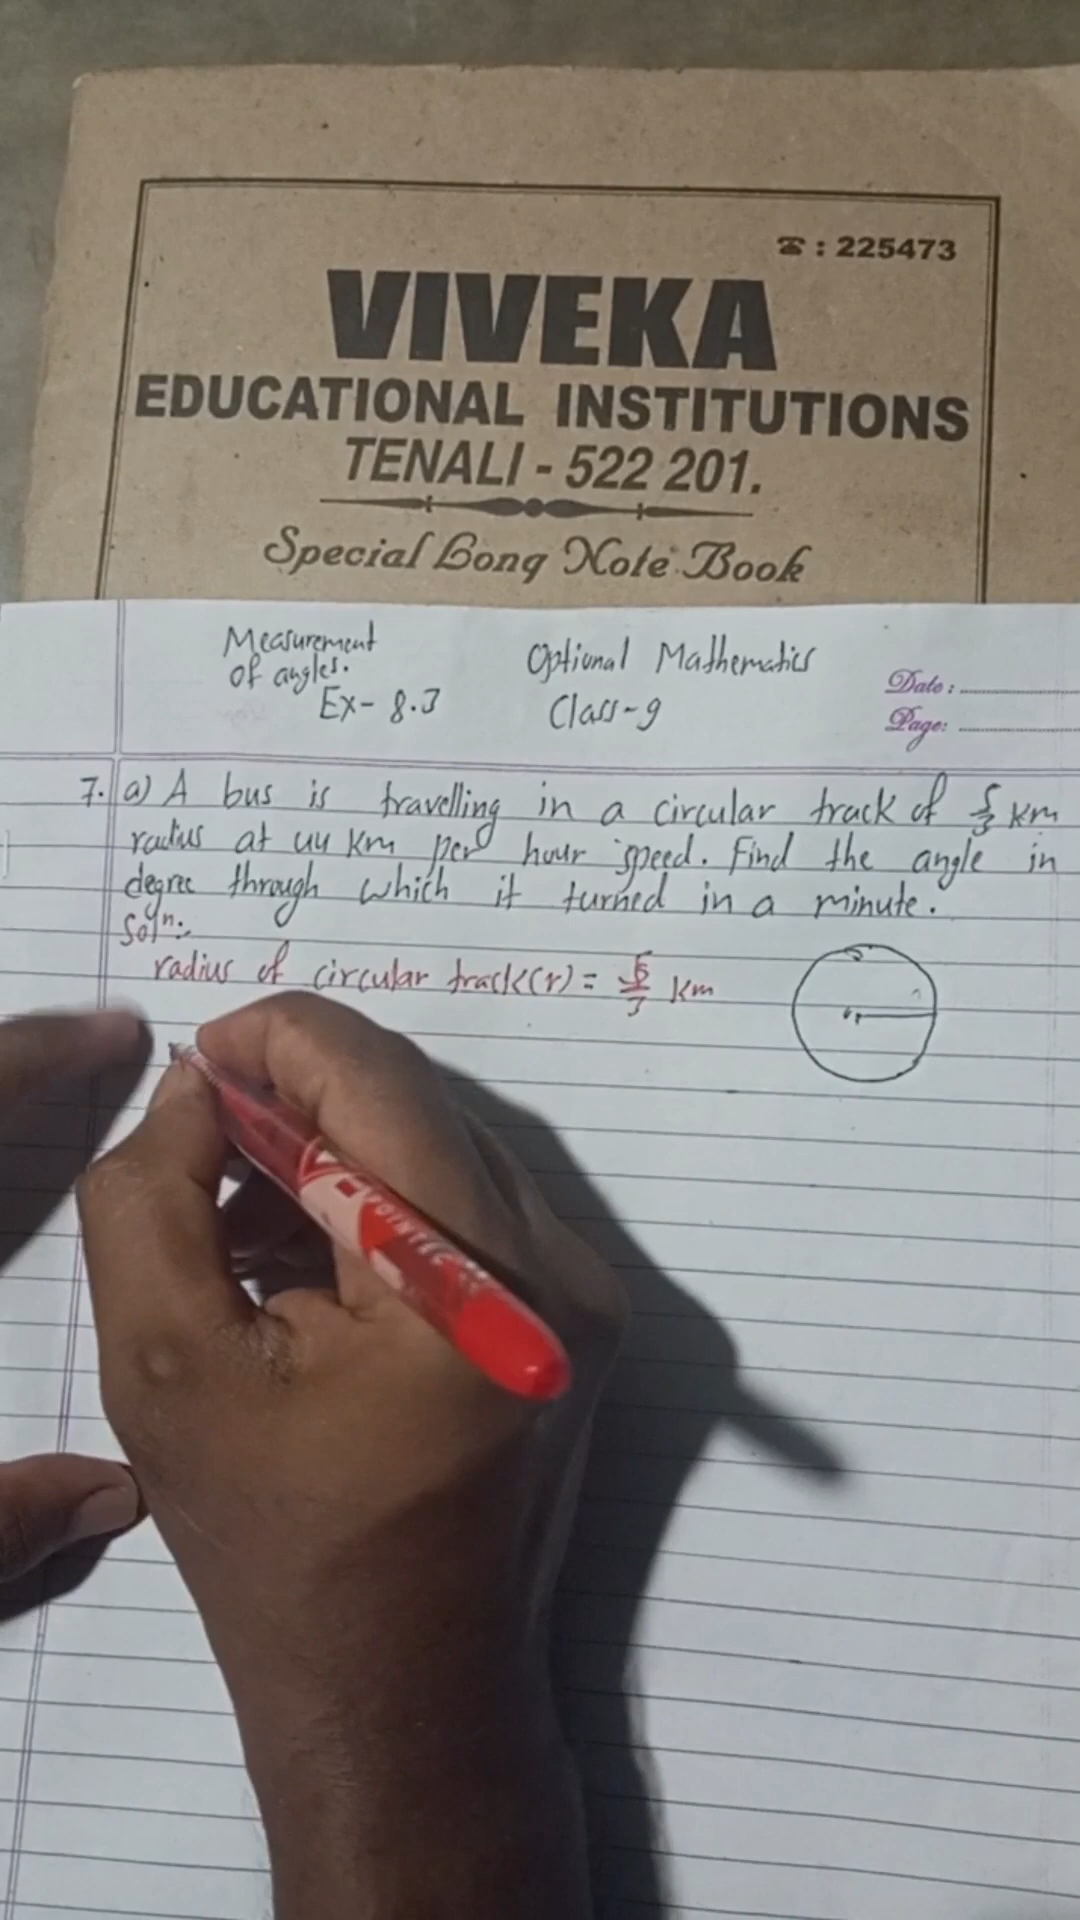 ☎ : 225473
VIVEKA
EDUCATIONAL INSTITUTIONS
TENALI - 522 201.
Special Long Note Book
Measurement
of angles.
Ex- 8.3
Optional Mathematics
Class-9
Date :
Page:
7. a) A bus is travelling in a circular track of 5/3 km
radius at 44 km per hour speed. Find the angle in
degree through which it turned in a minute.
Solⁿ:
radius of circular track(r) = 5/3 km
POINTEC